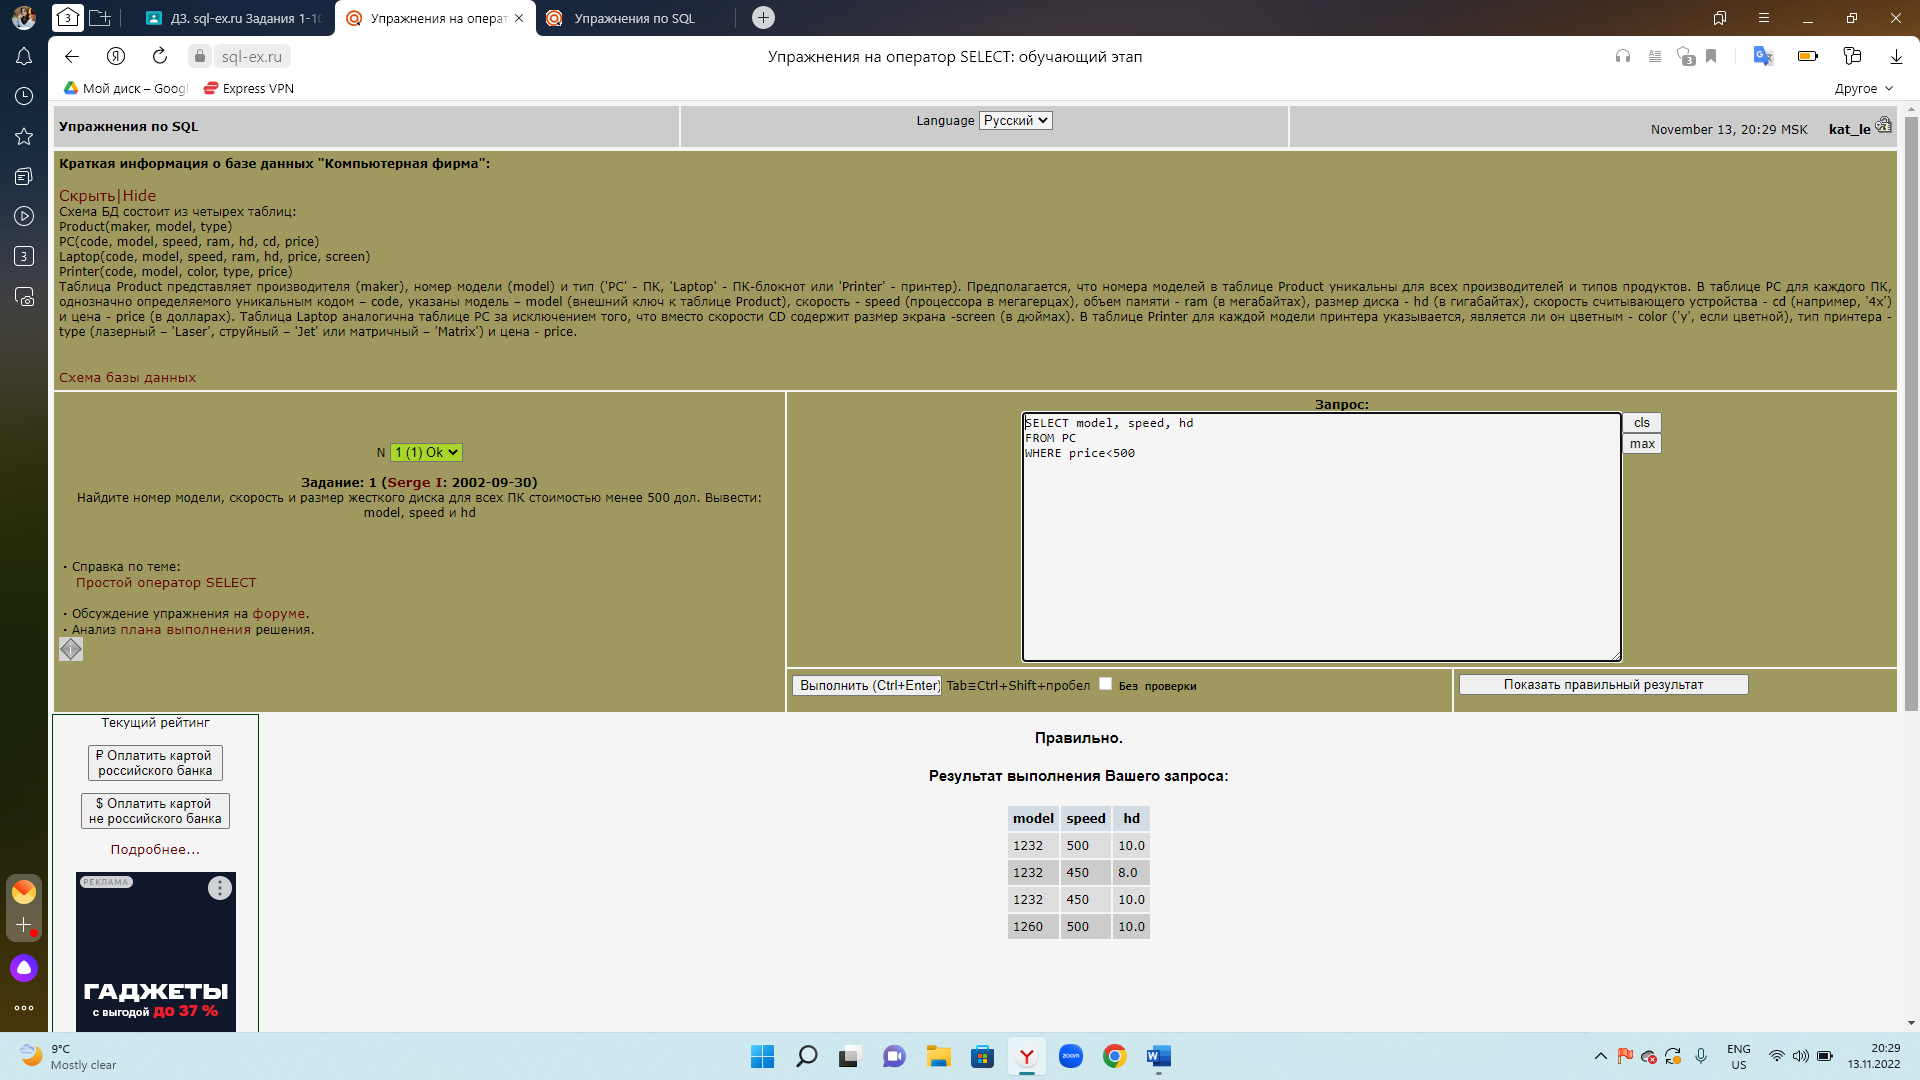 ДЗ. sql-ex.ru Задания 1-10
Упражнения на операт
Упражнения по SQL
sql-ex.ru
Упражнения на оператор SELECT: обучающий этап
3
Мой диск – Googl
Express VPN
Другое
Упражнения по SQL
Language Русский
November 13, 20:29 MSK kat_le
Краткая информация о базе данных "Компьютерная фирма":
Скрыть|Hide
Схема БД состоит из четырех таблиц:
Product(maker, model, type)
PC(code, model, speed, ram, hd, cd, price)
Laptop(code, model, speed, ram, hd, price, screen)
Printer(code, model, color, type, price)
Таблица Product представляет производителя (maker), номер модели (model) и тип ('PC' - ПК, 'Laptop' - ПК-блокнот или 'Printer' - принтер). Предполагается, что номера моделей в таблице Product уникальны для всех производителей и типов продуктов. В таблице PC для каждого ПК,
однозначно определяемого уникальным кодом – code, указаны модель – model (внешний ключ к таблице Product), скорость - speed (процессора в мегагерцах), объем памяти - ram (в мегабайтах), размер диска - hd (в гигабайтах), скорость считывающего устройства - cd (например, '4x')
и цена - price (в долларах). Таблица Laptop аналогична таблице PC за исключением того, что вместо скорости CD содержит размер экрана -screen (в дюймах). В таблице Printer для каждой модели принтера указывается, является ли он цветным - color ('y', если цветной), тип принтера -
type (лазерный – 'Laser', струйный – 'Jet' или матричный – 'Matrix') и цена - price.
Схема базы данных
N 1 (1) Ok
Задание: 1 (Serge I: 2002-09-30)
Найдите номер модели, скорость и размер жесткого диска для всех ПК стоимостью менее 500 дол. Вывести:
model, speed и hd
· Справка по теме:
Простой оператор SELECT
· Обсуждение упражнения на форуме.
· Анализ плана выполнения решения.
Запрос:
SELECT model, speed, hd
FROM PC
WHERE price<500
cls
max
Выполнить (Ctrl+Enter) Tab≡Ctrl+Shift+пробел Без проверки
Показать правильный результат
Текущий рейтинг
₽ Оплатить картой
российского банка
$ Оплатить картой
не российского банка
Подробнее...
РЕКЛАМА
ГАДЖЕТЫ
с выгодой до 37 %
Правильно.
Результат выполнения Вашего запроса:
model speed hd
1232 500 10.0
1232 450 8.0
1232 450 10.0
1260 500 10.0
3
9°C
Mostly clear
zoom
ENG
US
20:29
13.11.2022